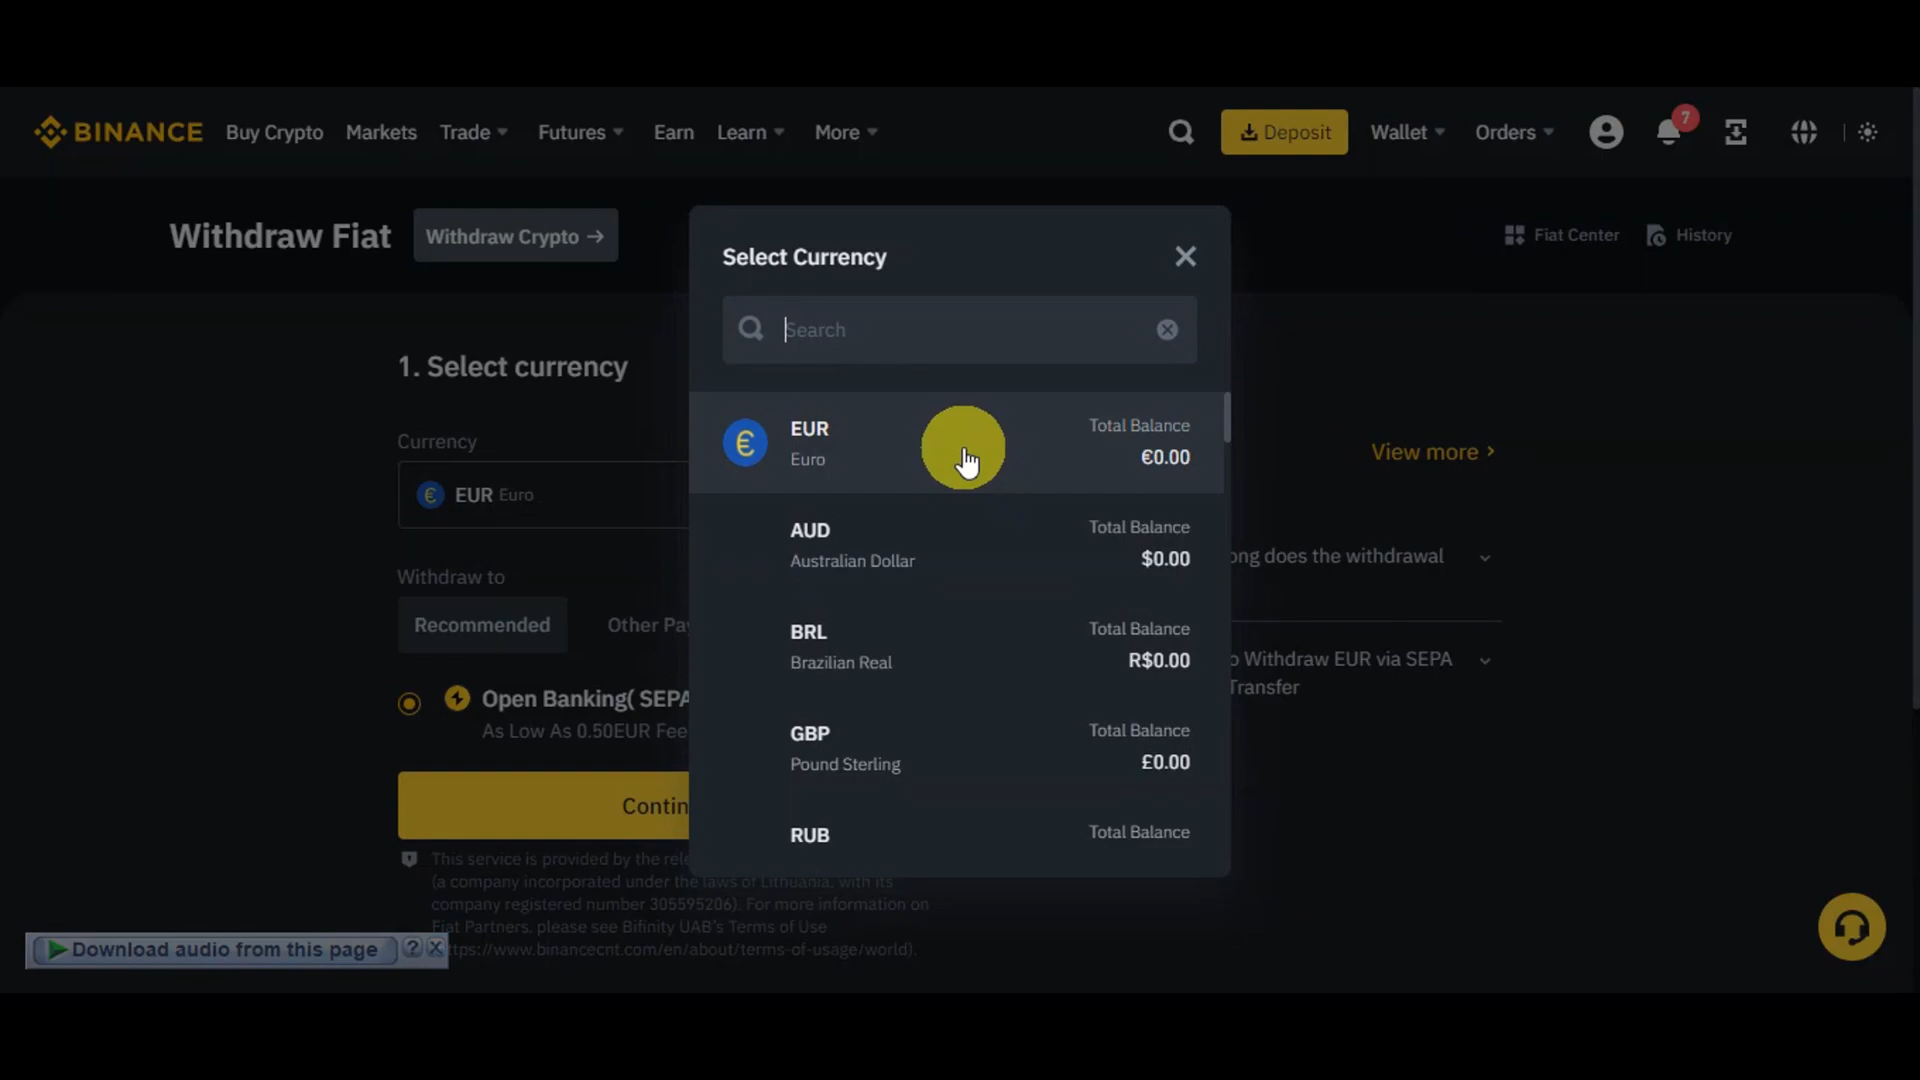 BINANCE Buy Crypto Markets Trade Futures Earn Learn More Deposit Wallet Orders 7
Withdraw Fiat Withdraw Crypto → Fiat Center History
Select Currency
Search
1. Select currency
Currency
€ EUR Euro
Withdraw to
Recommended Other Pay
Open Banking( SEPA
As Low As 0.50EUR Fee
Contin
This service is provided by the rele
(a company incorporated under the laws of Lithuania, with its
company registered number 305595206). For more information on
Fiat Partners, please see Bifinity UAB's Terms of Use
ttps://www.binancecnt.com/en/about/terms-of-usage/world).
Download audio from this page ? X
€ EUR Total Balance
Euro €0.00
AUD Total Balance
Australian Dollar $0.00
BRL Total Balance
Brazilian Real R$0.00
GBP Total Balance
Pound Sterling £0.00
RUB Total Balance
View more
ong does the withdrawal
o Withdraw EUR via SEPA
Transfer